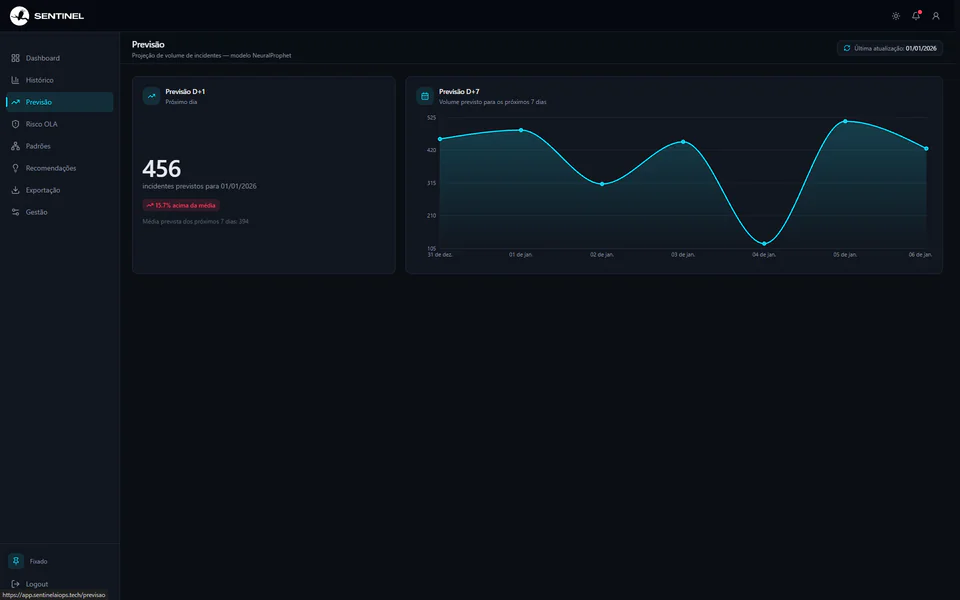 SENTINEL
Dashboard
Histórico
Previsão
Risco OLA
Padrões
Recomendações
Exportação
Gestão
Fixado
Logout
https://app.sentinelaiops.tech/previsao
Previsão
Projeção de volume de incidentes — modelo NeuralProphet
Última atualização: 01/01/2026
Previsão D+1
Próximo dia
456
incidentes previstos para 01/01/2026
15.7% acima da média
Média prevista dos próximos 7 dias: 394
Previsão D+7
Volume previsto para os próximos 7 dias
525
420
315
210
105
31 de dez.
01 de jan.
02 de jan.
03 de jan.
04 de jan.
05 de jan.
06 de jan.